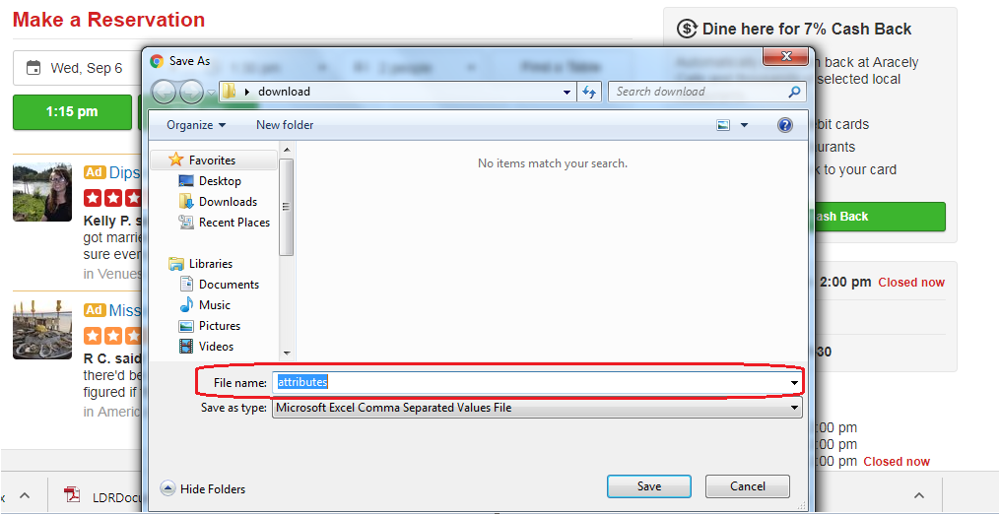 Make a Reservation
Wed, Sep 6
1:15 pm
Ad Dips
Kelly P. s
got marrie
sure ever
in Venues
Ad Miss
R C. said
there'd be
figured if
in Americ
x
LDRDocu
Save As
download
Search download
Organize
New folder
Favorites
Desktop
Downloads
Recent Places
Libraries
Documents
Music
Pictures
Videos
No items match your search.
File name: attributes
Save as type: Microsoft Excel Comma Separated Values File
Hide Folders
Save
Cancel
Dine here for 7% Cash Back
back at Aracely
selected local
bit cards
urants
k to your card
ash Back
2:00 pm Closed now
30
:00 pm
:00 pm
:00 pm Closed now